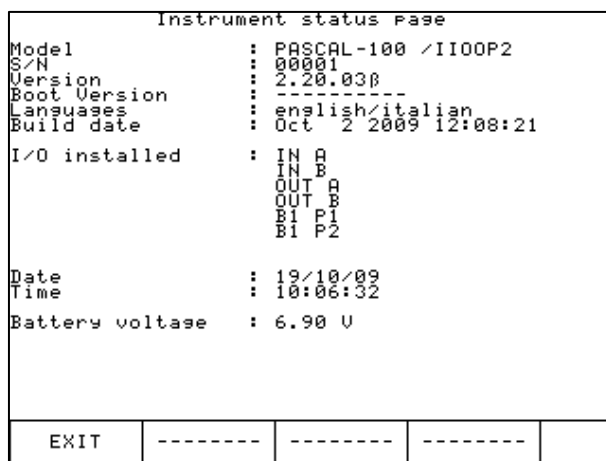 Instrument status page
Model : PASCAL-100 /IIOOP2
S/N : 00001
Version : 2.20.03β
Boot Version : -----------
Languages : english/italian
Build date : Oct 2 2009 12:08:21
I/O installed : IN A
IN B
OUT A
OUT B
B1 P1
B1 P2
Date : 19/10/09
Time : 10:06:32
Battery voltage : 6.90 V
EXIT -------- -------- --------